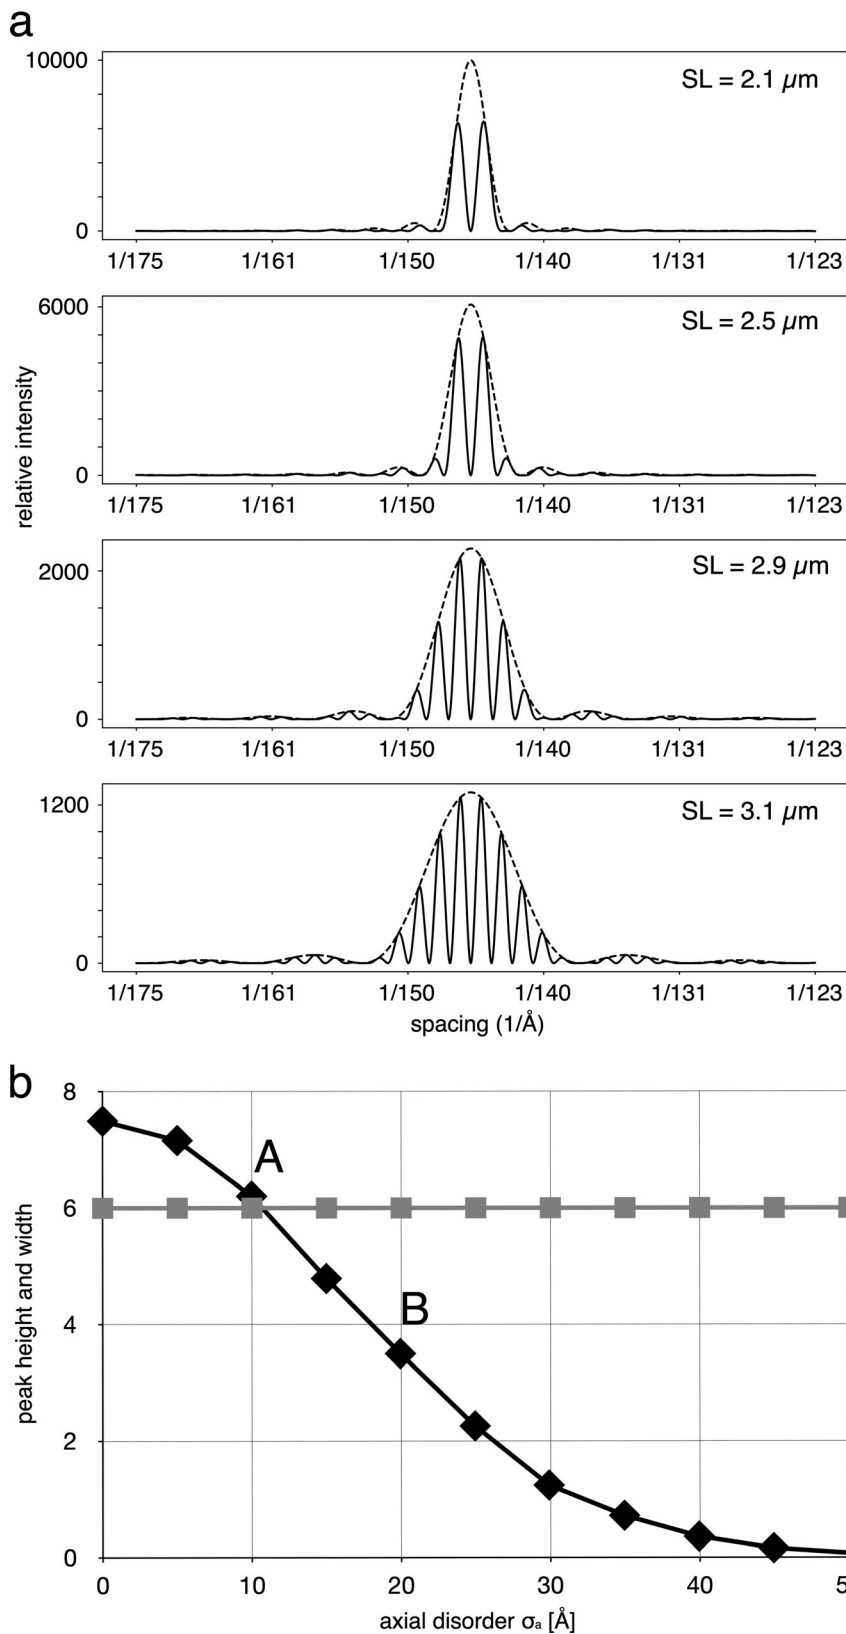 a
10000
SL = 2.1 µm
0
1/175 1/161 1/150 1/140 1/131 1/123
6000
SL = 2.5 µm
0
1/175 1/161 1/150 1/140 1/131 1/123
relative intensity
2000
SL = 2.9 µm
0
1/175 1/161 1/150 1/140 1/131 1/123
1200
SL = 3.1 µm
0
1/175 1/161 1/150 1/140 1/131 1/123
spacing (1/Å)
b
8
A
6
B
4
2
0
peak height and width
0 10 20 30 40
axial disorder σₐ [Å]